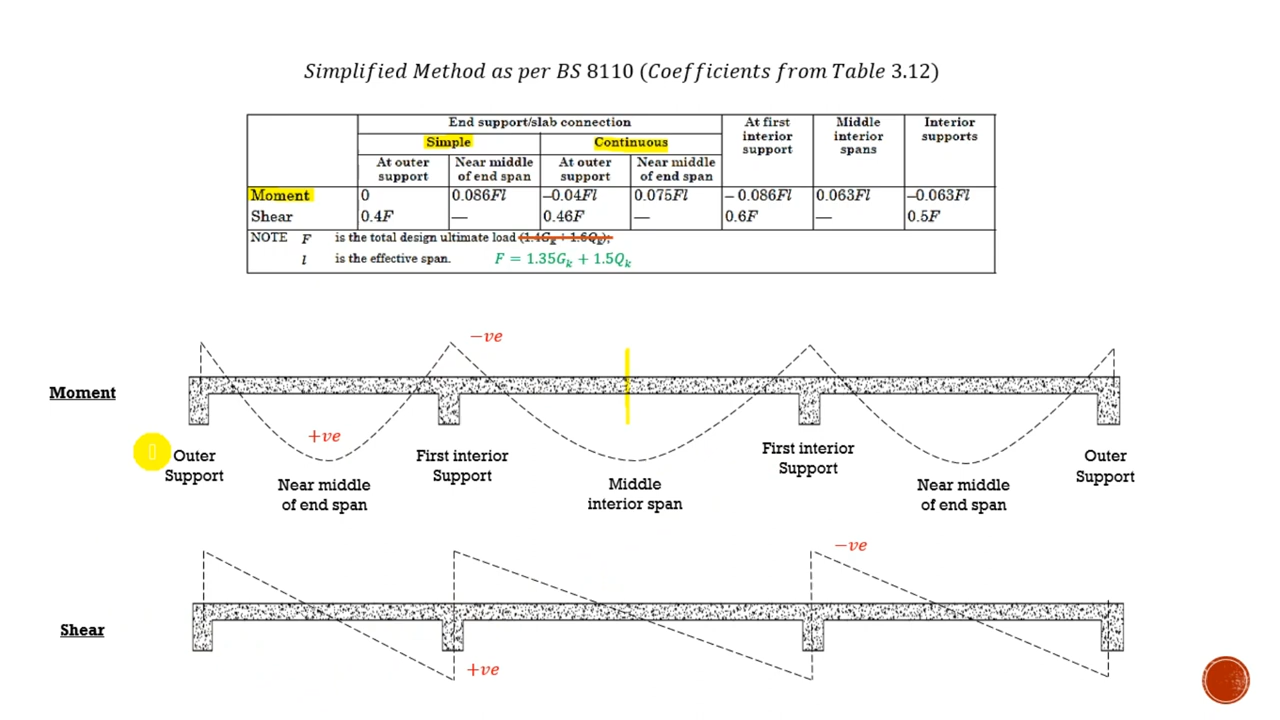 Simplified Method as per BS 8110 (Coefficients from Table 3.12)
End support/slab connection
At first interior support
Middle interior spans
Interior supports
Simple
Continuous
At outer support
Near middle of end span
At outer support
Near middle of end span
Moment 0 0.086Fl –0.04Fl 0.075Fl – 0.086Fl 0.063Fl –0.063Fl
Shear 0.4F — 0.46F — 0.6F — 0.5F
NOTE F is the total design ultimate load (1.4Gk + 1.6Qk);
l is the effective span. F = 1.35Gk + 1.5Qk
−ve
Moment
+ve
Outer
Support
Near middle
of end span
First interior
Support
Middle
interior span
First interior
Support
Near middle
of end span
Outer
Support
−ve
Shear
+ve